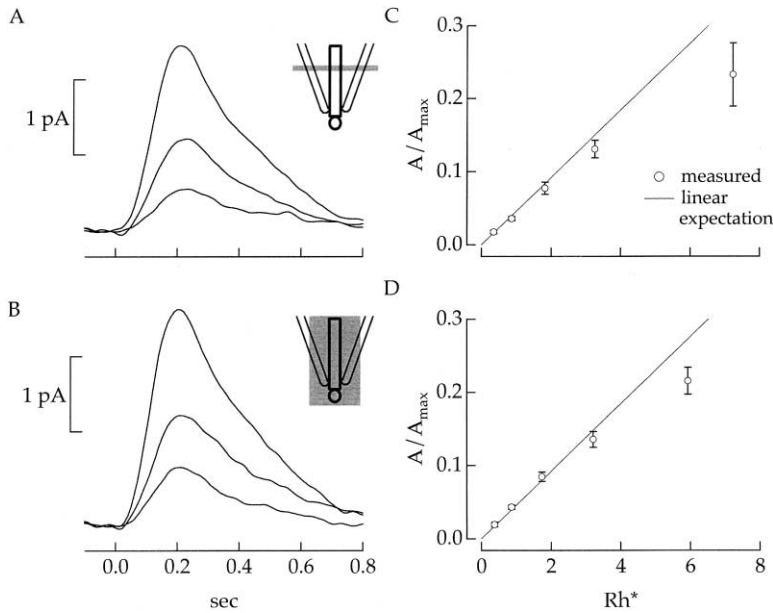 A
1 pA
B
1 pA
0.0 0.2 0.4 0.6 0.8
sec
C
A / A max
0.3
0.2
0.1
0.0
measured
linear
expectation
D
A / A max
0.3
0.2
0.1
0.0
0 2 4 6 8
Rh*